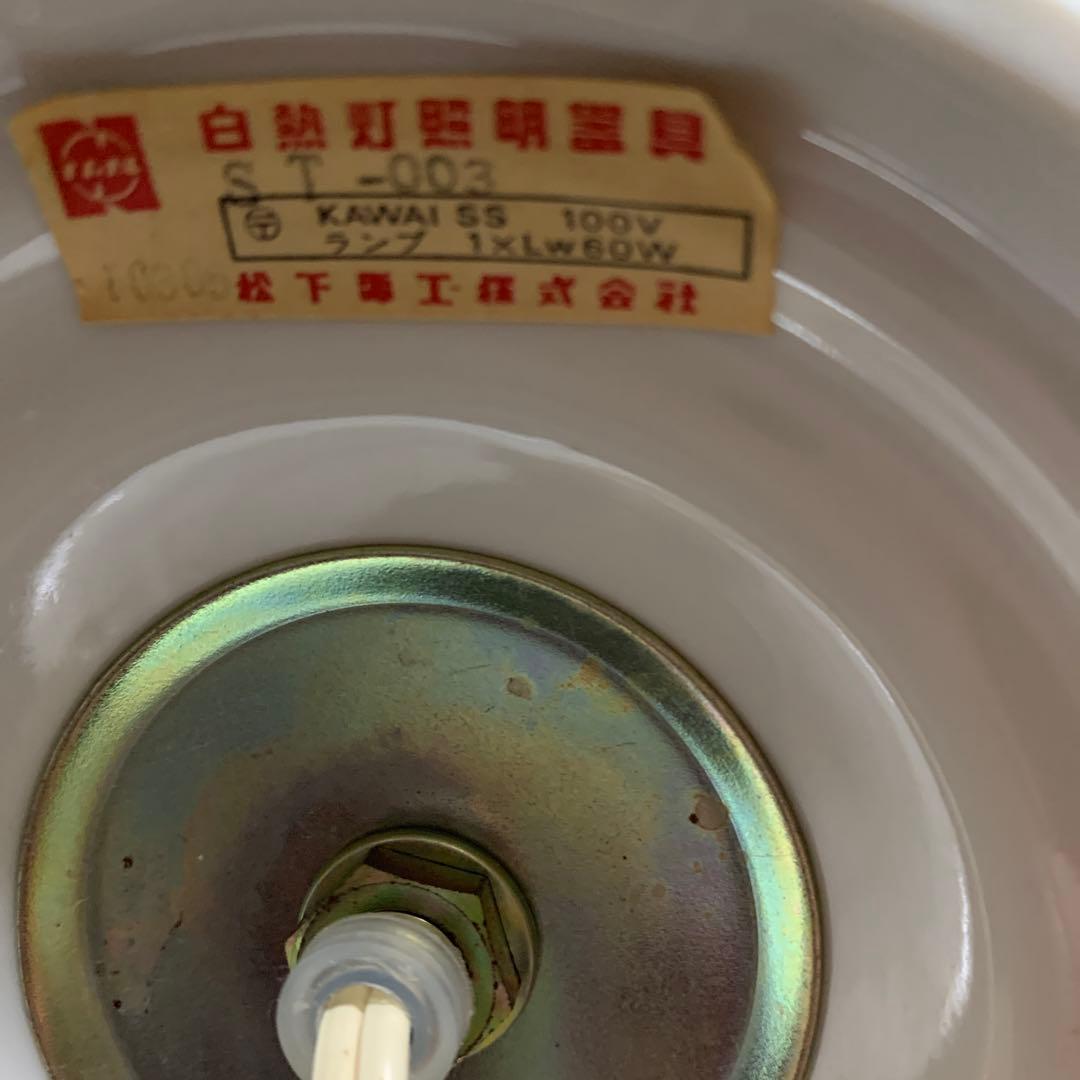 白熱灯照明器具
ST-003
〒 KAWAI SS 100V
ランプ 1×LW60W
松下電工株式会社